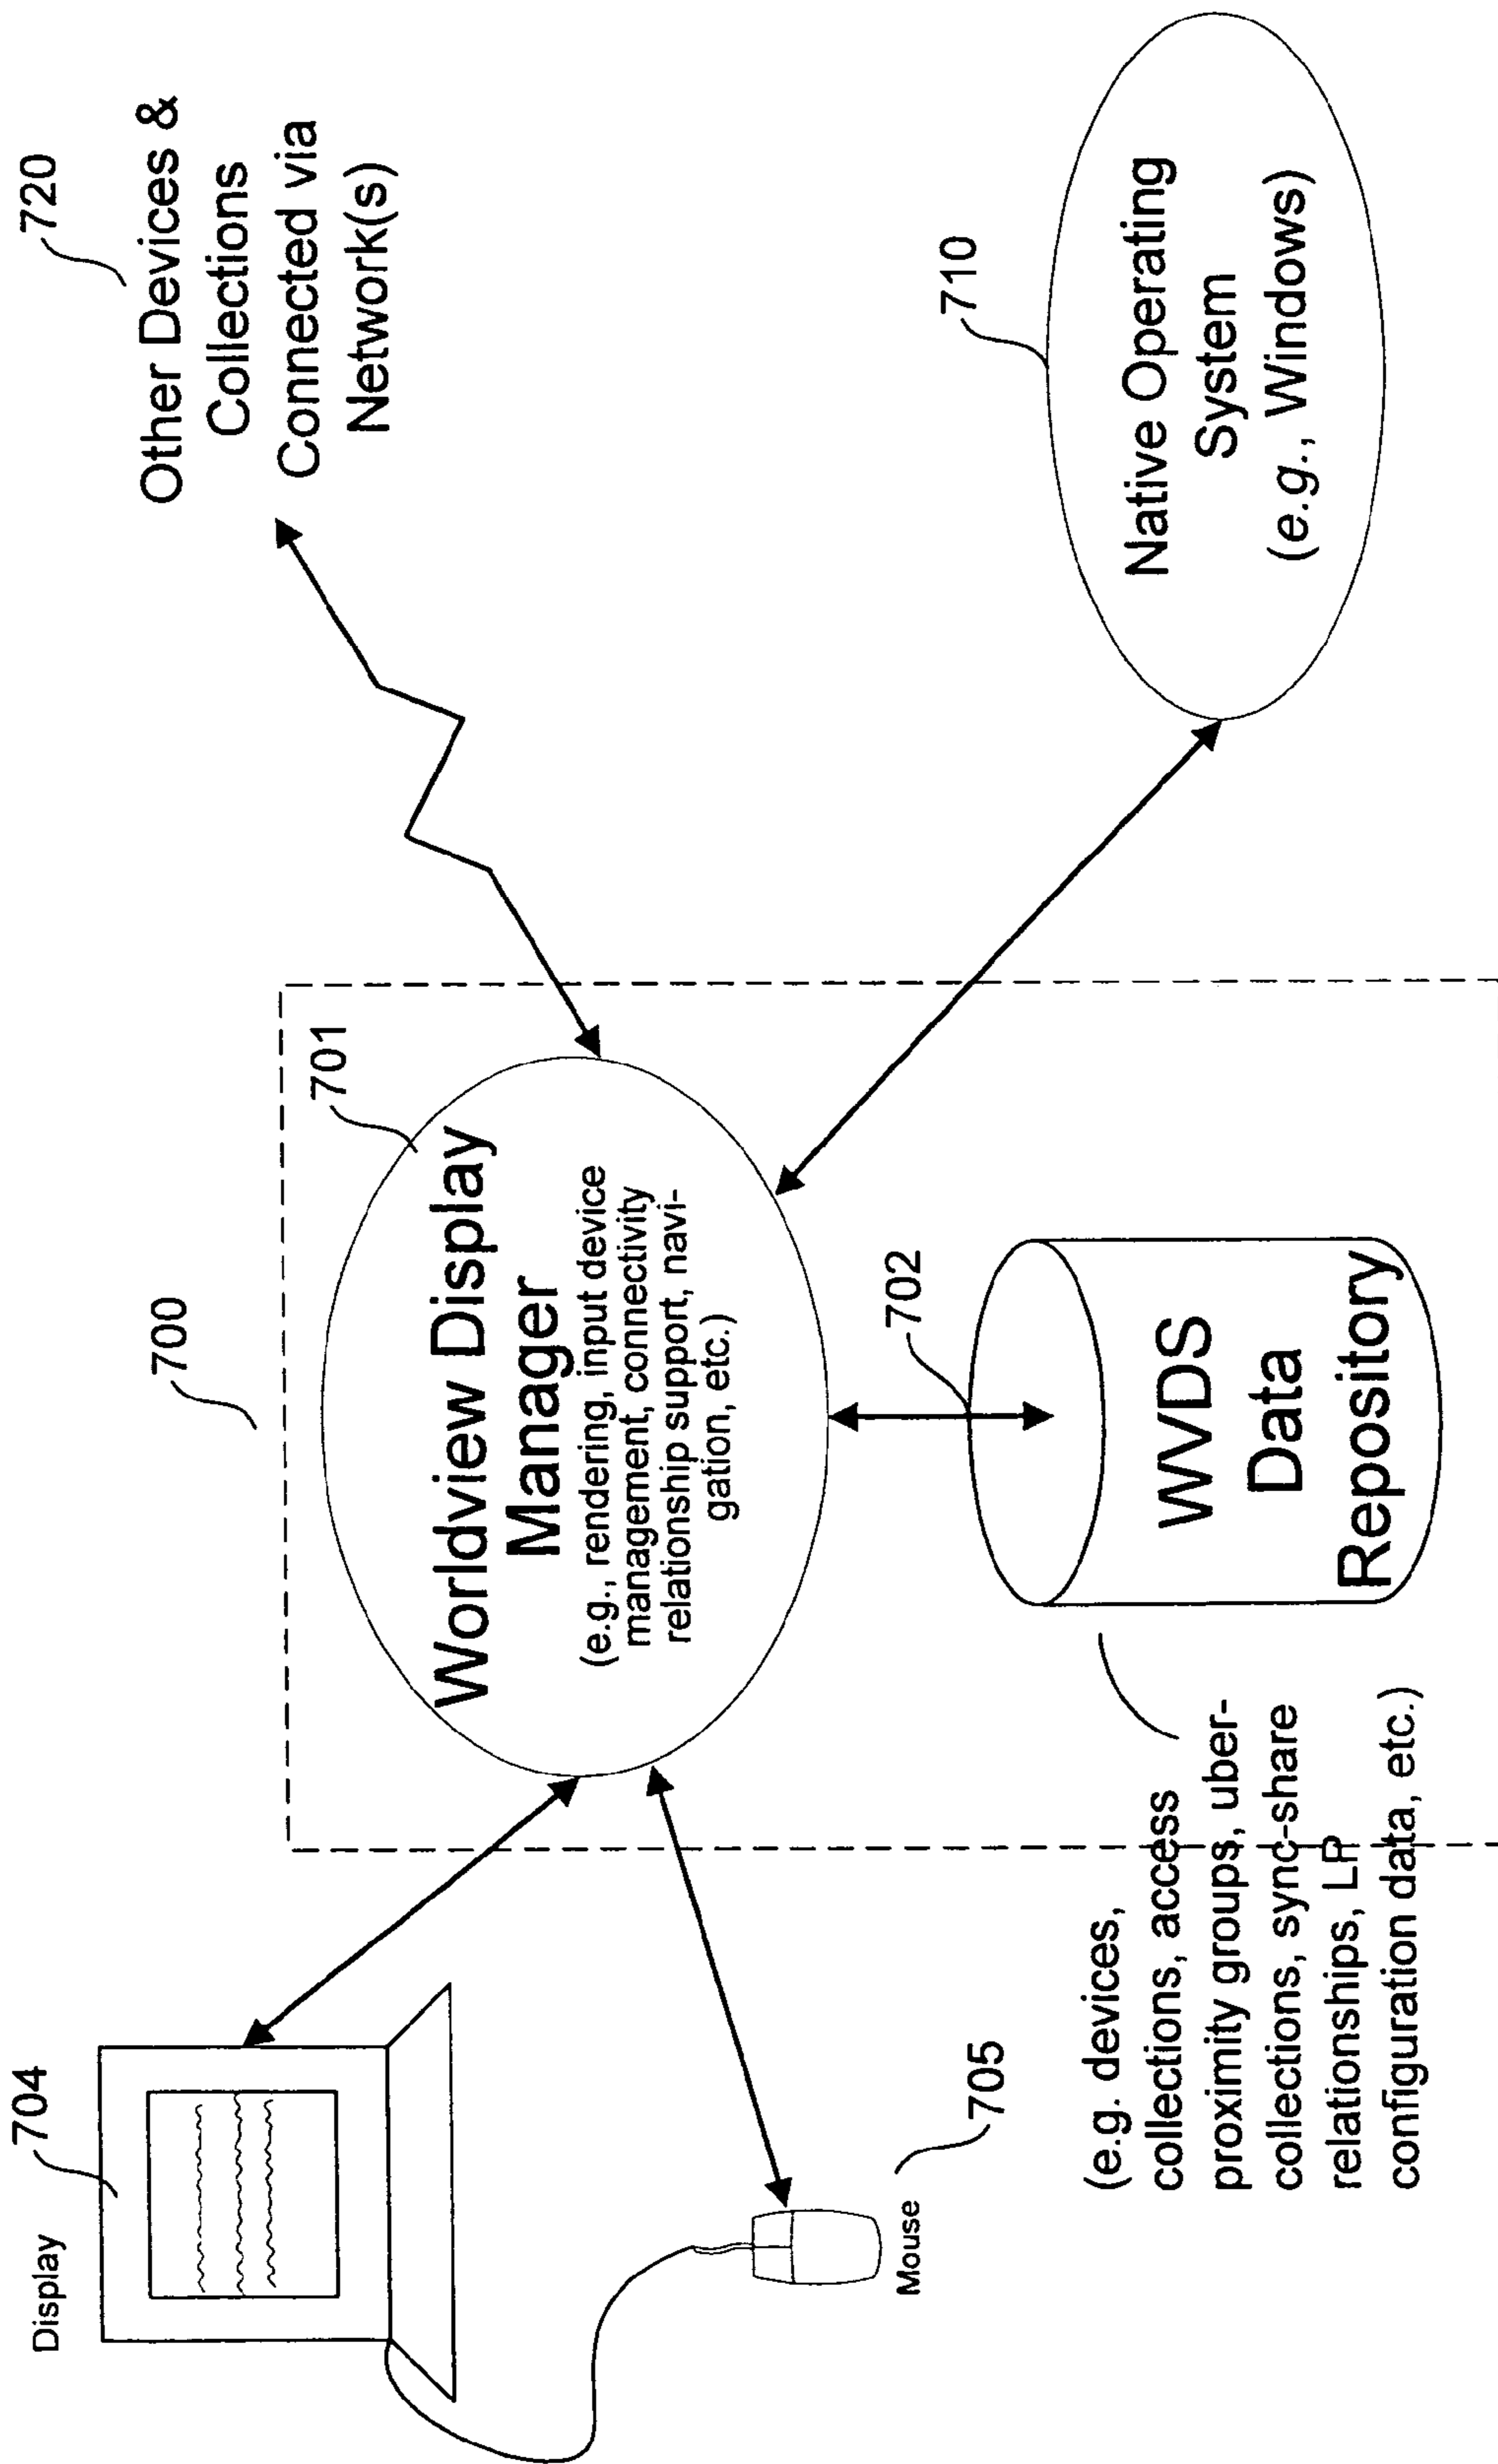 Display
704
Mouse
705
700
701
Worldview Display
Manager
(e.g., rendering, input device
management, connectivity
relationship support, navi-
gation, etc.)
702
WVDS
Data
Repository
(e.g. devices,
collections, access
proximity groups, uber-
collections, sync-share
relationships, LP
configuration data, etc.)
720
Other Devices &
Collections
Connected via
Network(s)
710
Native Operating
System
(e.g., Windows)